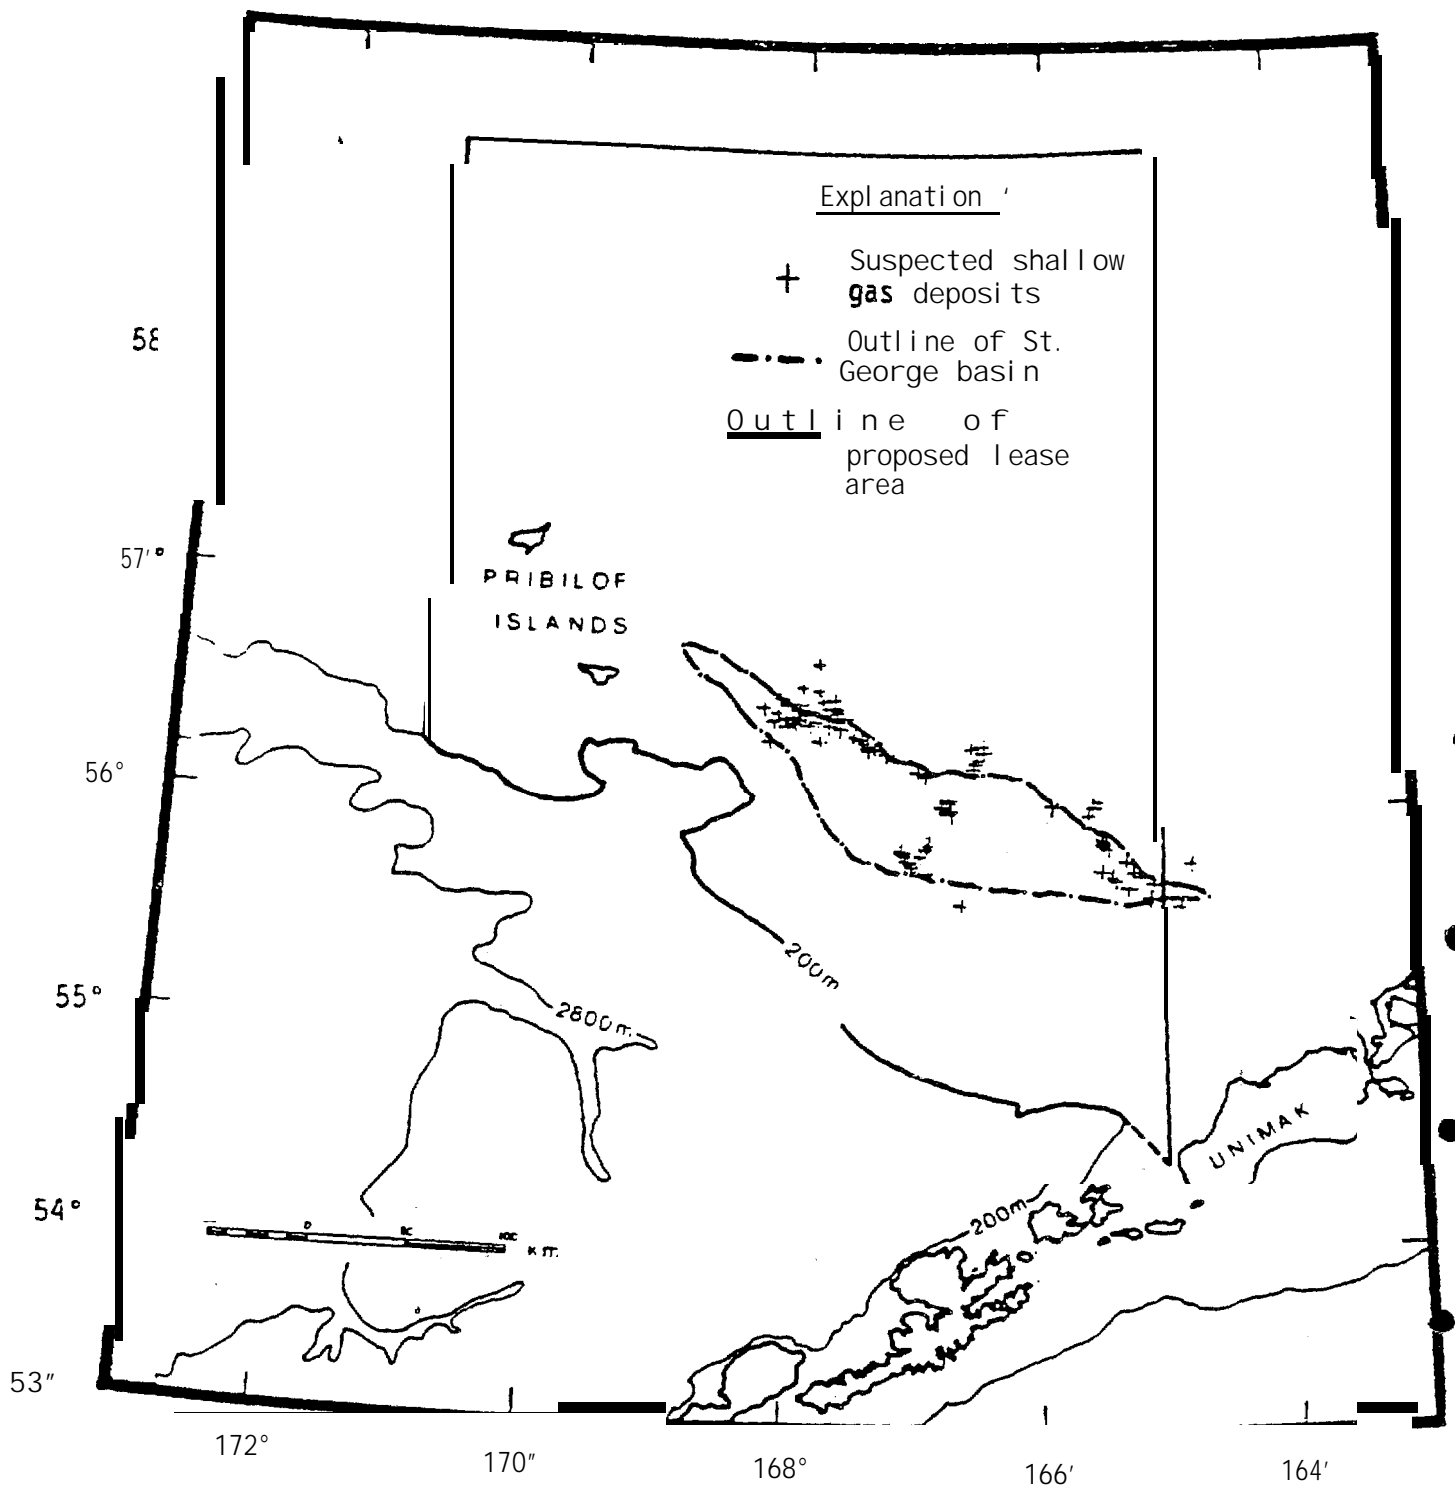 Explanation '
Suspected shallow
gas deposits
Outline of St.
George basin
Outline of
proposed lease
area
58
57'°
PRIBILOF
ISLANDS
56°
200m
55°
2800m
UNIMAK
54°
200m
KM.
53"
172°
170"
168°
166'
164'